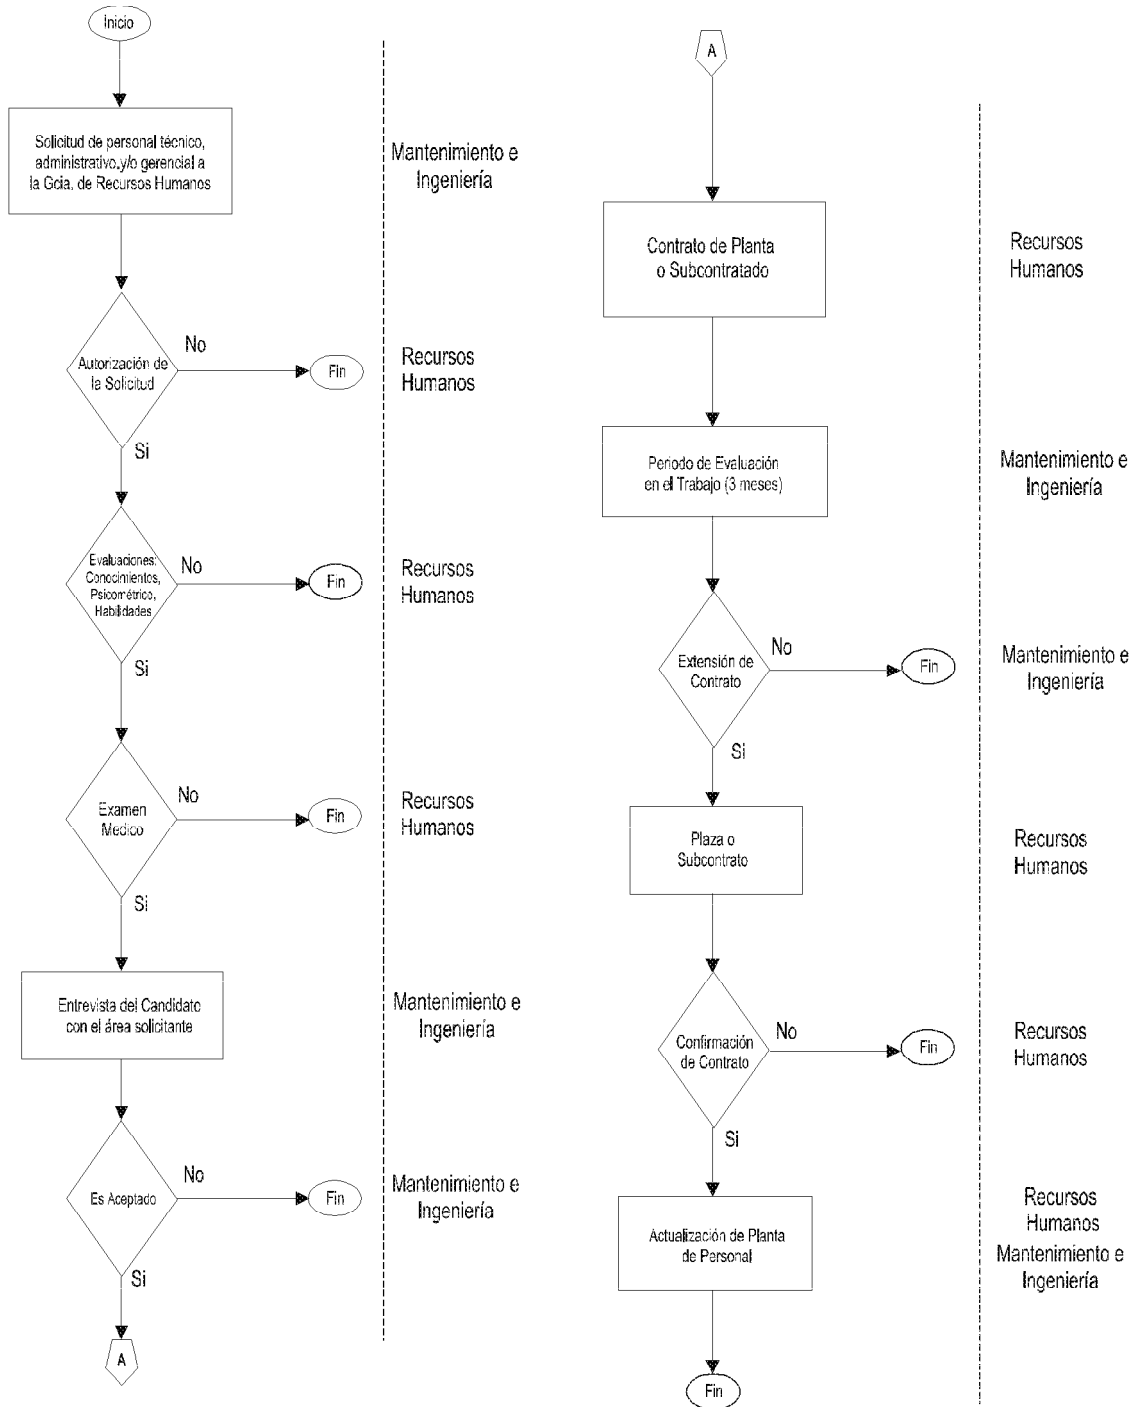 Inicio
Solicitud de personal técnico,
administrativo.y/o gerencial a
la Gcia. de Recursos Humanos
Mantenimiento e
Ingeniería
Autorización de
la Solicitud
No
Fin
Recursos
Humanos
Si
Evaluaciones:
Conocimientos,
Psicométrico,
Habilidades
No
Fin
Recursos
Humanos
Si
Examen
Medico
No
Fin
Recursos
Humanos
Si
Entrevista del Candidato
con el área solicitante
Mantenimiento e
Ingeniería
Es Aceptado
No
Fin
Mantenimiento e
Ingeniería
Si
A
A
Contrato de Planta
o Subcontratado
Recursos
Humanos
Periodo de Evaluación
en el Trabajo (3 meses)
Mantenimiento e
Ingeniería
Extensión de
Contrato
No
Fin
Mantenimiento e
Ingeniería
Si
Plaza o
Subcontrato
Recursos
Humanos
Confirmación
de Contrato
No
Fin
Recursos
Humanos
Si
Actualización de Planta
de Personal
Recursos
Humanos
Mantenimiento e
Ingeniería
Fin